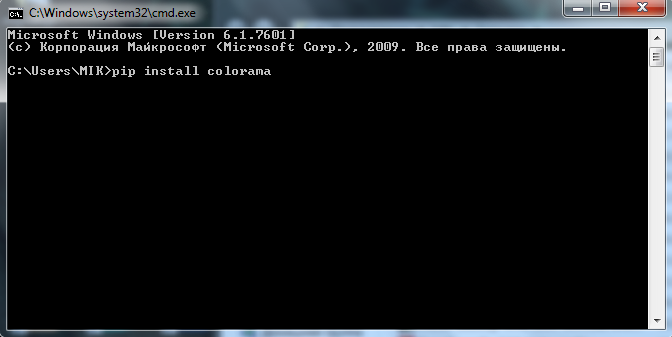 C:\Windows\system32\cmd.exe
Microsoft Windows [Version 6.1.7601]
(c) Корпорация Майкрософт (Microsoft Corp.), 2009. Все права защищены.
C:\Users\MIK>pip install colorama